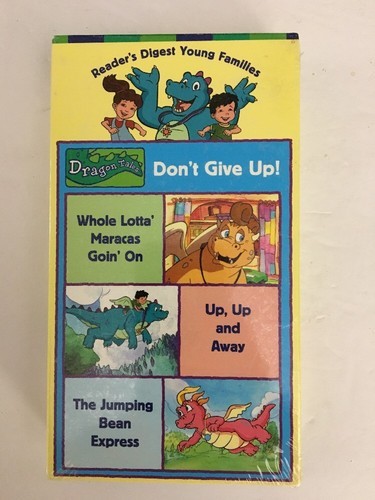 Reader's Digest Young Families
Dragon Tales
Don't Give Up!
Whole Lotta'
Maracas
Goin' On
Up, Up
and
Away
The Jumping
Bean
Express